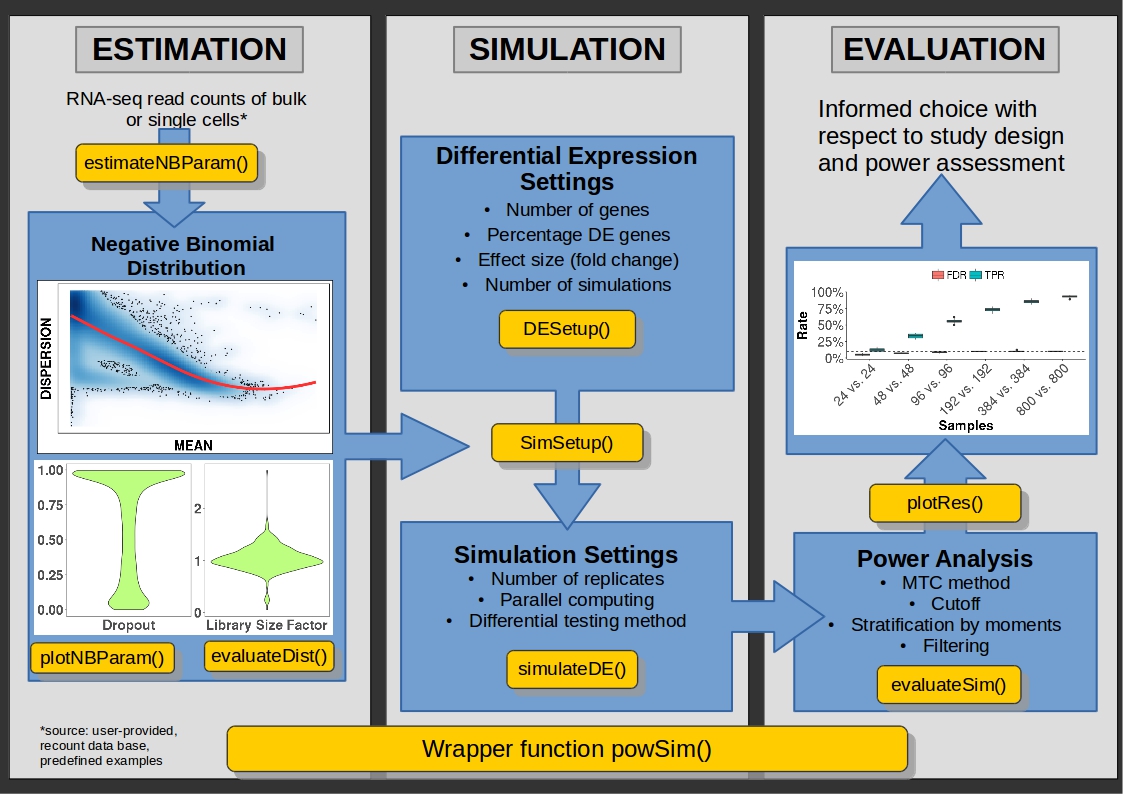 ESTIMATION
RNA-seq read counts of bulk
or single cells*
estimateNBParam()
Negative Binomial
Distribution
DISPERSION
MEAN
1.00
0.75
0.50
0.25
0.00
Dropout
2
1
0
Library Size Factor
plotNBParam()
evaluateDist()
*source: user-provided,
recount data base,
predefined examples
SIMULATION
Differential Expression
Settings
• Number of genes
• Percentage DE genes
• Effect size (fold change)
• Number of simulations
DESetup()
SimSetup()
Simulation Settings
• Number of replicates
• Parallel computing
• Differential testing method
simulateDE()
EVALUATION
Informed choice with
respect to study design
and power assessment
FDR TPR
Rate
100%
75%
50%
25%
0%
24 vs. 24
48 vs. 48
96 vs. 96
192 vs. 192
384 vs. 384
800 vs. 800
Samples
plotRes()
Power Analysis
• MTC method
• Cutoff
• Stratification by moments
• Filtering
evaluateSim()
Wrapper function powSim()